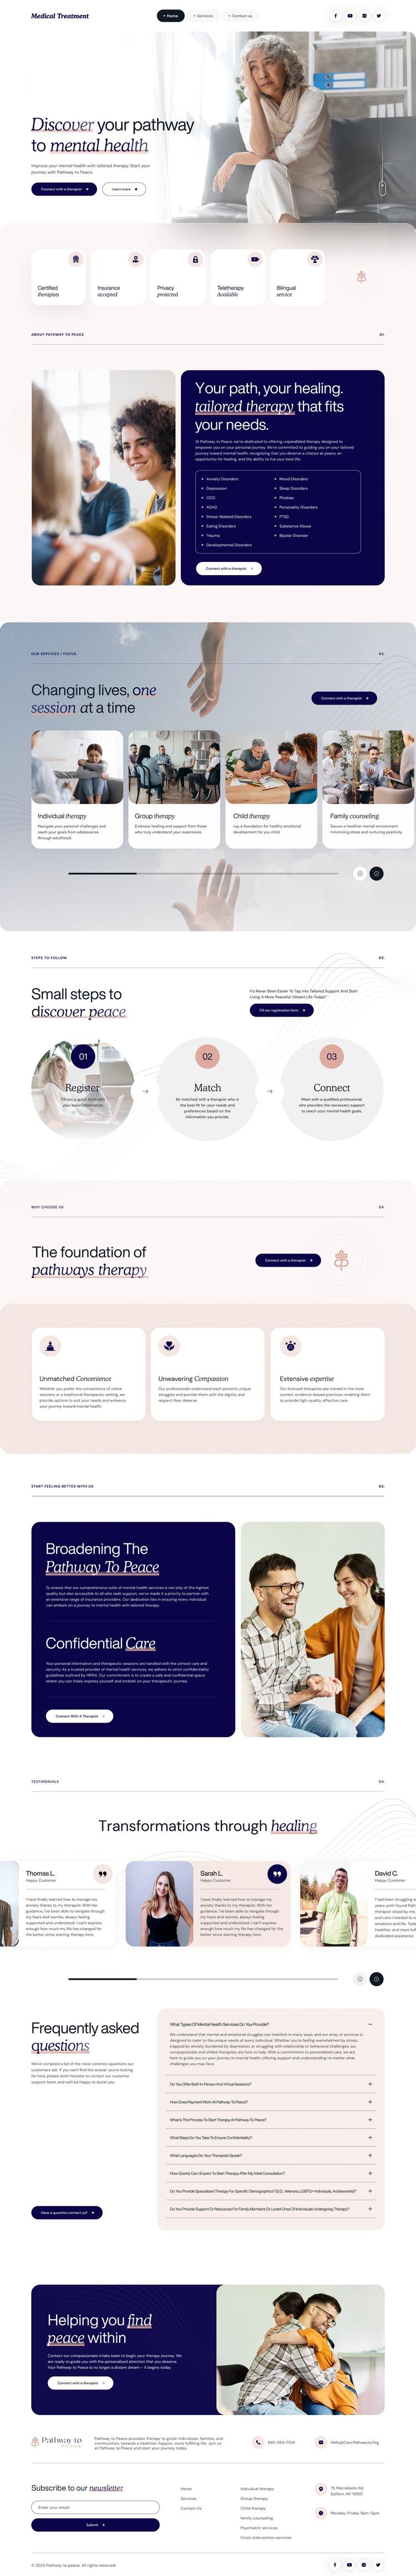 Medical Treatment
Home
Services
Contact us
Discover your pathway
to mental health
Improve your mental health with tailored therapy. Start your
journey with Pathway to Peace.
Connect with a therapist
Learn more
Certified
therapists
Insurance
accepted
Privacy
protected
Teletherapy
Available
Bilingual
service
ABOUT PATHWAY TO PEACE
01.
Your path, your healing.
tailored therapy that fits
your needs.
At Pathway to Peace, we're dedicated to offering unparalleled therapy designed to
empower you on your personal journey. We're committed to guiding you on your tailored
journey toward mental health, recognizing that you deserve a life of peace, an
opportunity for healing, and the ability to live your best life.
Anxiety Disorders
Depression
OCD
ADHD
Stress-Related Disorders
Eating Disorders
Trauma
Developmental Disorders
Mood Disorders
Sleep Disorders
Phobias
Personality Disorders
PTSD
Substance Abuse
Bipolar Disorder
Connect with a therapist
OUR SERVICES / FOCUS
02.
Changing lives, one
session at a time
Connect with a therapist
Individual therapy
Navigate your personal challenges and
reach your goals from adolescence
through adulthood.
Group therapy
Embrace healing and support from those
who truly understand your experience.
Child therapy
Lay a foundation for healthy emotional
development for you child.
Family counseling
Secure a healthier mental environment
minimizing stress and nurturing positivity.
STEPS TO FOLLOW
03.
Small steps to
discover peace
It's Never Been Easier To Tap Into Tailored Support And Start
Living A More Peaceful, Vibrant Life Today!
Fill out registration form
01
Register
Fill out a quick form with
your basic information.
02
Match
Be matched with a therapist who is
the best fit for your needs and
preferences based on the
information you provide.
03
Connect
Meet with a qualified professional,
who provides the necessary support
to reach your mental health goals.
WHY CHOOSE US
04.
The foundation of
pathways therapy
Connect with a therapist
Unmatched Convenience
Whether you prefer the convenience of online
sessions or a traditional therapeutic setting, we
provide options to suit your needs and enhance
your journey toward mental health.
Unwavering Compassion
Our professionals understand each person's unique
struggles and provide them with the dignity and
respect they deserve.
Extensive expertise
Our licensed therapists are trained in the most
current, evidence-based practices, enabling them
to provide high-quality, effective care.
START FEELING BETTER WITH US
05.
Broadening The
Pathway To Peace
To ensure that our comprehensive suite of mental health services is not only of the highest
quality but also accessible to all who seek support, we've made it a priority to partner with
an extensive range of insurance providers. Our dedication lies in ensuring every individual
can embark on a journey to mental health with tailored therapy.
Confidential Care
Your personal information and therapeutic sessions are handled with the utmost care and
security. As a trusted provider of mental health services, we adhere to strict confidentiality
guidelines outlined by HIPAA. Our commitment is to create a safe and confidential space
where you can freely express yourself and embark on your therapeutic journey.
Connect With A Therapist
TESTIMONIALS
Transformations through healing
Thomas L.
Happy Customer
I have finally learned how to manage my
anxiety thanks to my therapist. With her
guidance, I've been able to navigate through
my fears and worries, always feeling
supported and understood. I can't express
enough how much my life has changed for
the better since starting therapy here.
Sarah L.
Happy Customer
I have finally learned how to manage my
anxiety thanks to my therapist. With her
guidance, I've been able to navigate through
my fears and worries, always feeling
supported and understood. I can't express
enough how much my life has changed for
the better since starting therapy here.
David C.
Happy Customer
Frequently asked
questions
We've compiled a list of the most common questions our
customers ask. If you can't find what you're looking for
here, please don't hesitate to contact our customer
support team, and we'll be happy to assist you.
Have a question contact us?
What Types Of Mental Health Services Do You Provide?
We understand that mental and emotional struggles can manifest in many ways, and our array of services is
designed to cater to the unique needs of each individual. Whether you're feeling overwhelmed by stress,
trapped by anxiety, burdened by depression, or struggling with relationship or behavioral challenges, our
compassionate and skilled therapists are here to help. With a commitment to personalized care, our team is
here to guide you on your journey to mental health, offering support and understanding no matter what
challenges you may face.
Do You Offer Both In-Person And Virtual Sessions?
How Does Payment Work At Pathway To Peace?
What Is The Process To Start Therapy At Pathway To Peace?
What Steps Do You Take To Ensure Confidentiality?
What Languages Do Your Therapists Speak?
How Quickly Can I Expect To Start Therapy After My Initial Consultation?
Do You Provide Specialized Therapy For Specific Demographics? (E.G., Veterans, LGBTQ+ Individuals, Adolescents)?
Do You Provide Support Or Resources For Family Members Or Loved Ones Of Individuals Undergoing Therapy?
Helping you find
peace within
Contact our compassionate intake team to begin your therapy journey. We
are ready to guide you with the personalized attention that you deserve.
Your Pathway to Peace is no longer a distant dream – it begins today.
Connect with a therapist
Pathway to
PEACE
Pathway to Peace provides therapy to guide individuals, families, and
communities, towards a healthier, happier, more fulfilling life. Join us
at Pathway to Peace and start your journey today.
845-364-7324
Subscribe to our newsletter
Enter your email
Submit
Home
Services
Contact Us
Individual therapy
Group therapy
Child therapy
family counseling
Psychiatric services
Crisis intervention services
75 Montebello Rd,
Suffern, NY 10901
Monday-Friday 9am-5pm
© 2023 Pathway to peace. All rights reserved